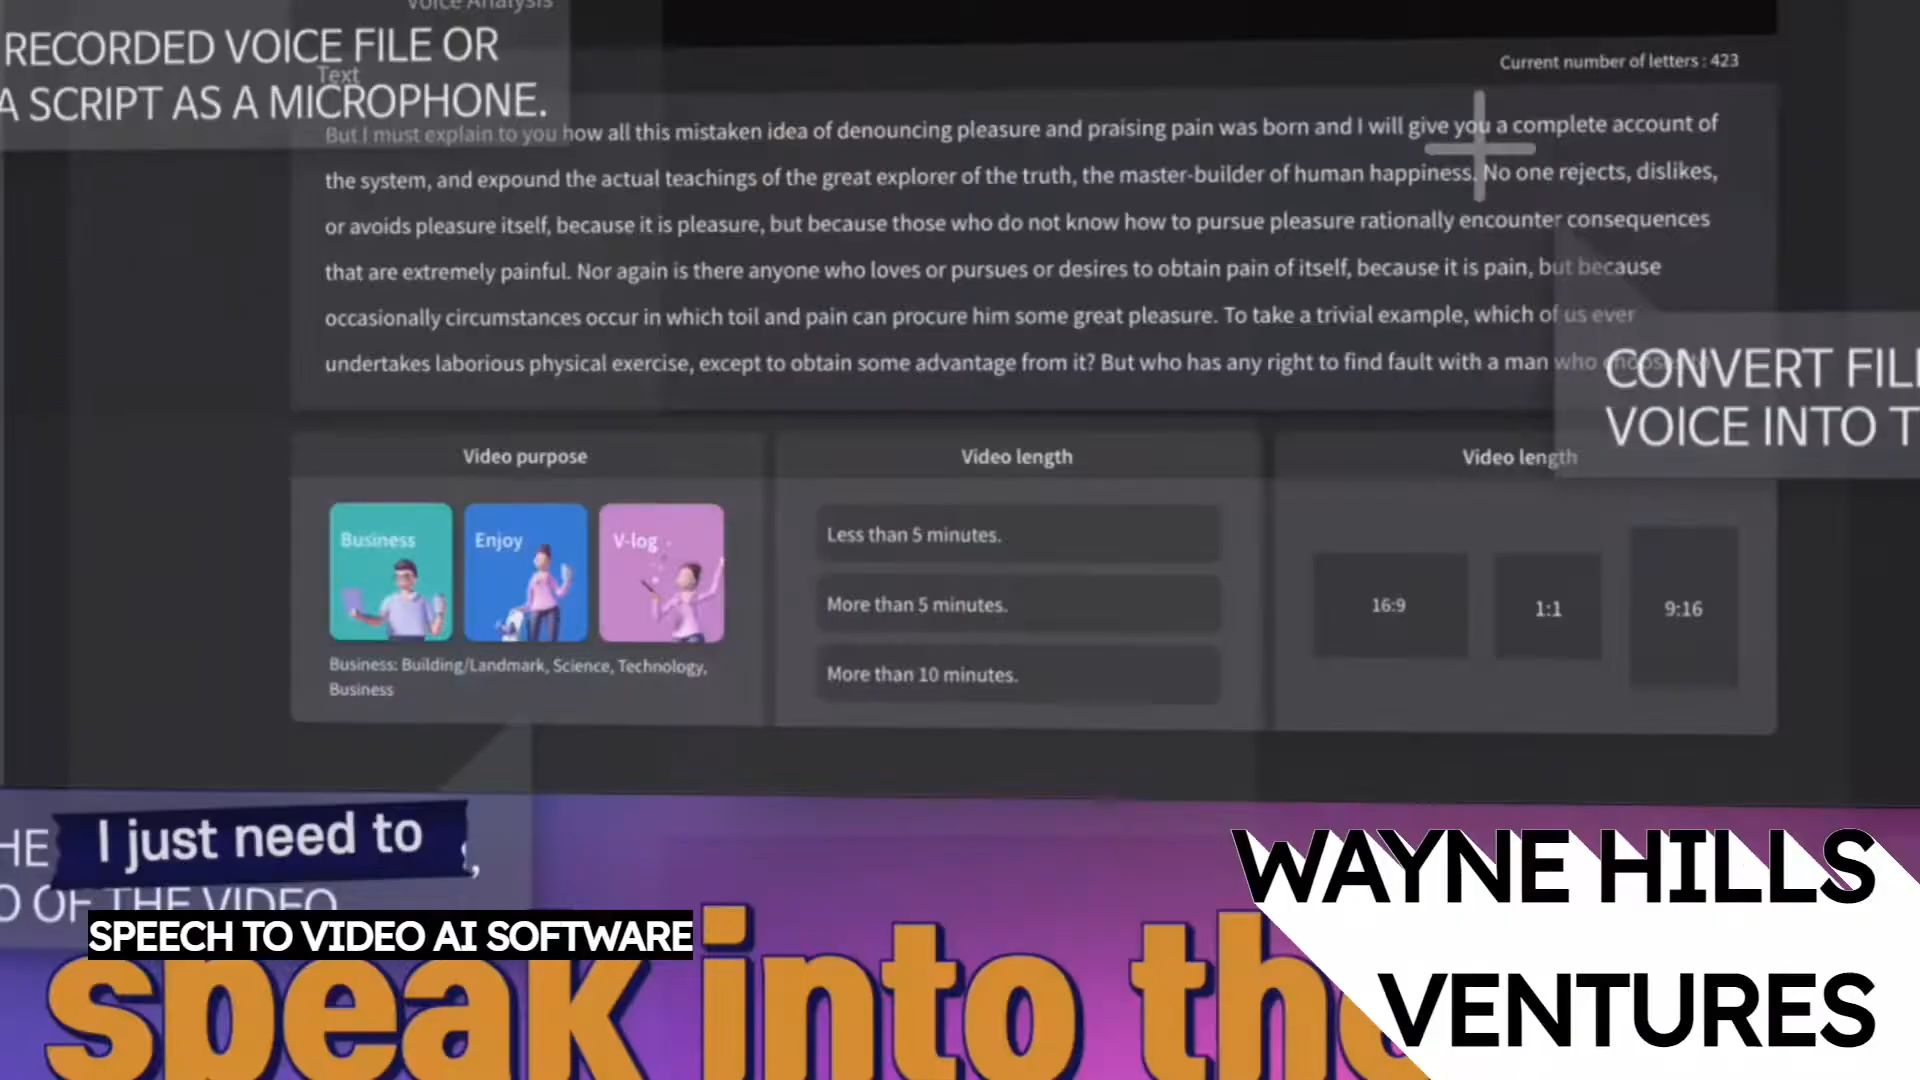 Voice Analysis
RECORDED VOICE FILE OR
A SCRIPT AS A MICROPHONE.
Text
Current number of letters : 423
But I must explain to you how all this mistaken idea of denouncing pleasure and praising pain was born and I will give you a complete account of
the system, and expound the actual teachings of the great explorer of the truth, the master-builder of human happiness. No one rejects, dislikes,
or avoids pleasure itself, because it is pleasure, but because those who do not know how to pursue pleasure rationally encounter consequences
that are extremely painful. Nor again is there anyone who loves or pursues or desires to obtain pain of itself, because it is pain, but because
occasionally circumstances occur in which toil and pain can procure him some great pleasure. To take a trivial example, which of us ever
undertakes laborious physical exercise, except to obtain some advantage from it? But who has any right to find fault with a man who
CONVERT FIL
VOICE INTO T
Video purpose
Business
Enjoy
V-log
Business: Building/Landmark, Science, Technology,
Business
Video length
Less than 5 minutes.
More than 5 minutes.
More than 10 minutes.
Video length
16:9
1:1
9:16
HE
I just need to
O OF THE VIDEO
SPEECH TO VIDEO AI SOFTWARE
speak into the
WAYNE HILLS
VENTURES